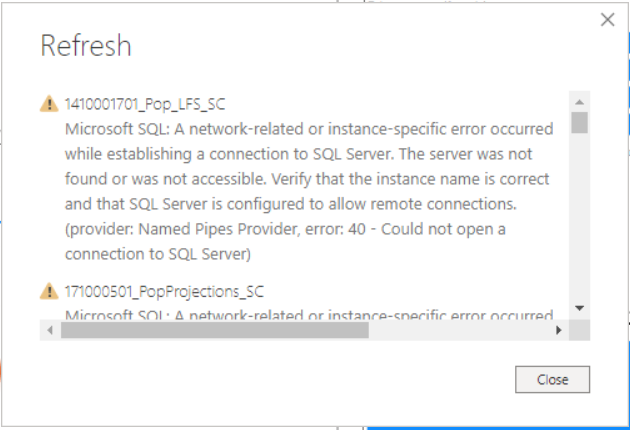 Refresh
1410001701_Pop_LFS_SC
Microsoft SQL: A network-related or instance-specific error occurred
while establishing a connection to SQL Server. The server was not
found or was not accessible. Verify that the instance name is correct
and that SQL Server is configured to allow remote connections.
(provider: Named Pipes Provider, error: 40 - Could not open a
connection to SQL Server)
171000501_PopProjections_SC
Microsoft SQL: A network-related or instance-specific error occurred
Close